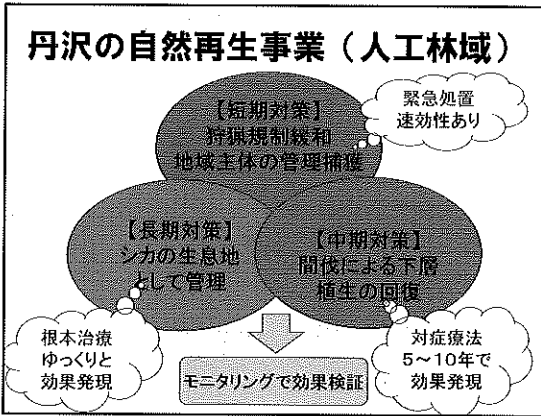 丹沢の自然再生事業(人工林域)
【短期対策】
狩猟規制緩和
地域主体の管理捕獲
緊急処置
速効性あり
【長期対策】
シカの生息地
として管理
【中期対策】
間伐による下層
植生の回復
根本治療
ゆっくりと
効果発現
モニタリングで効果検証
対症療法
5~10年で
効果発現